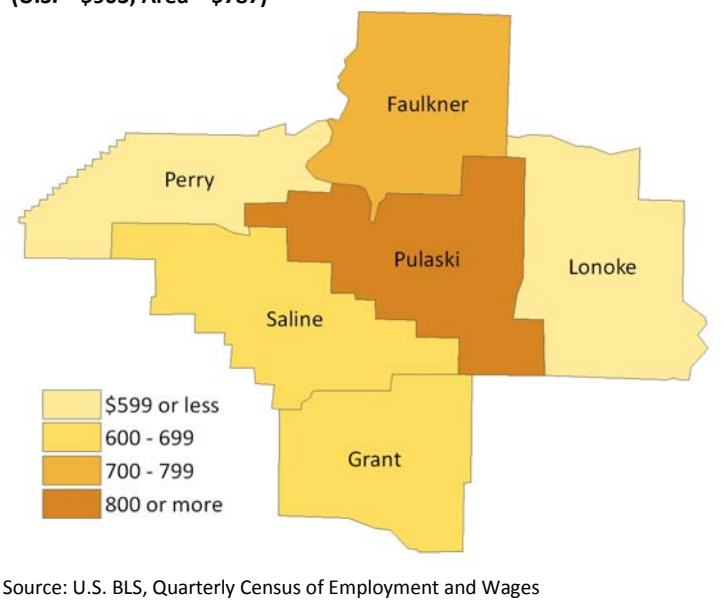 Faulkner
Perry
Pulaski
Lonoke
Saline
$599 or less
600 - 699
700 - 799
800 or more
Grant
Source: U.S. BLS, Quarterly Census of Employment and Wages